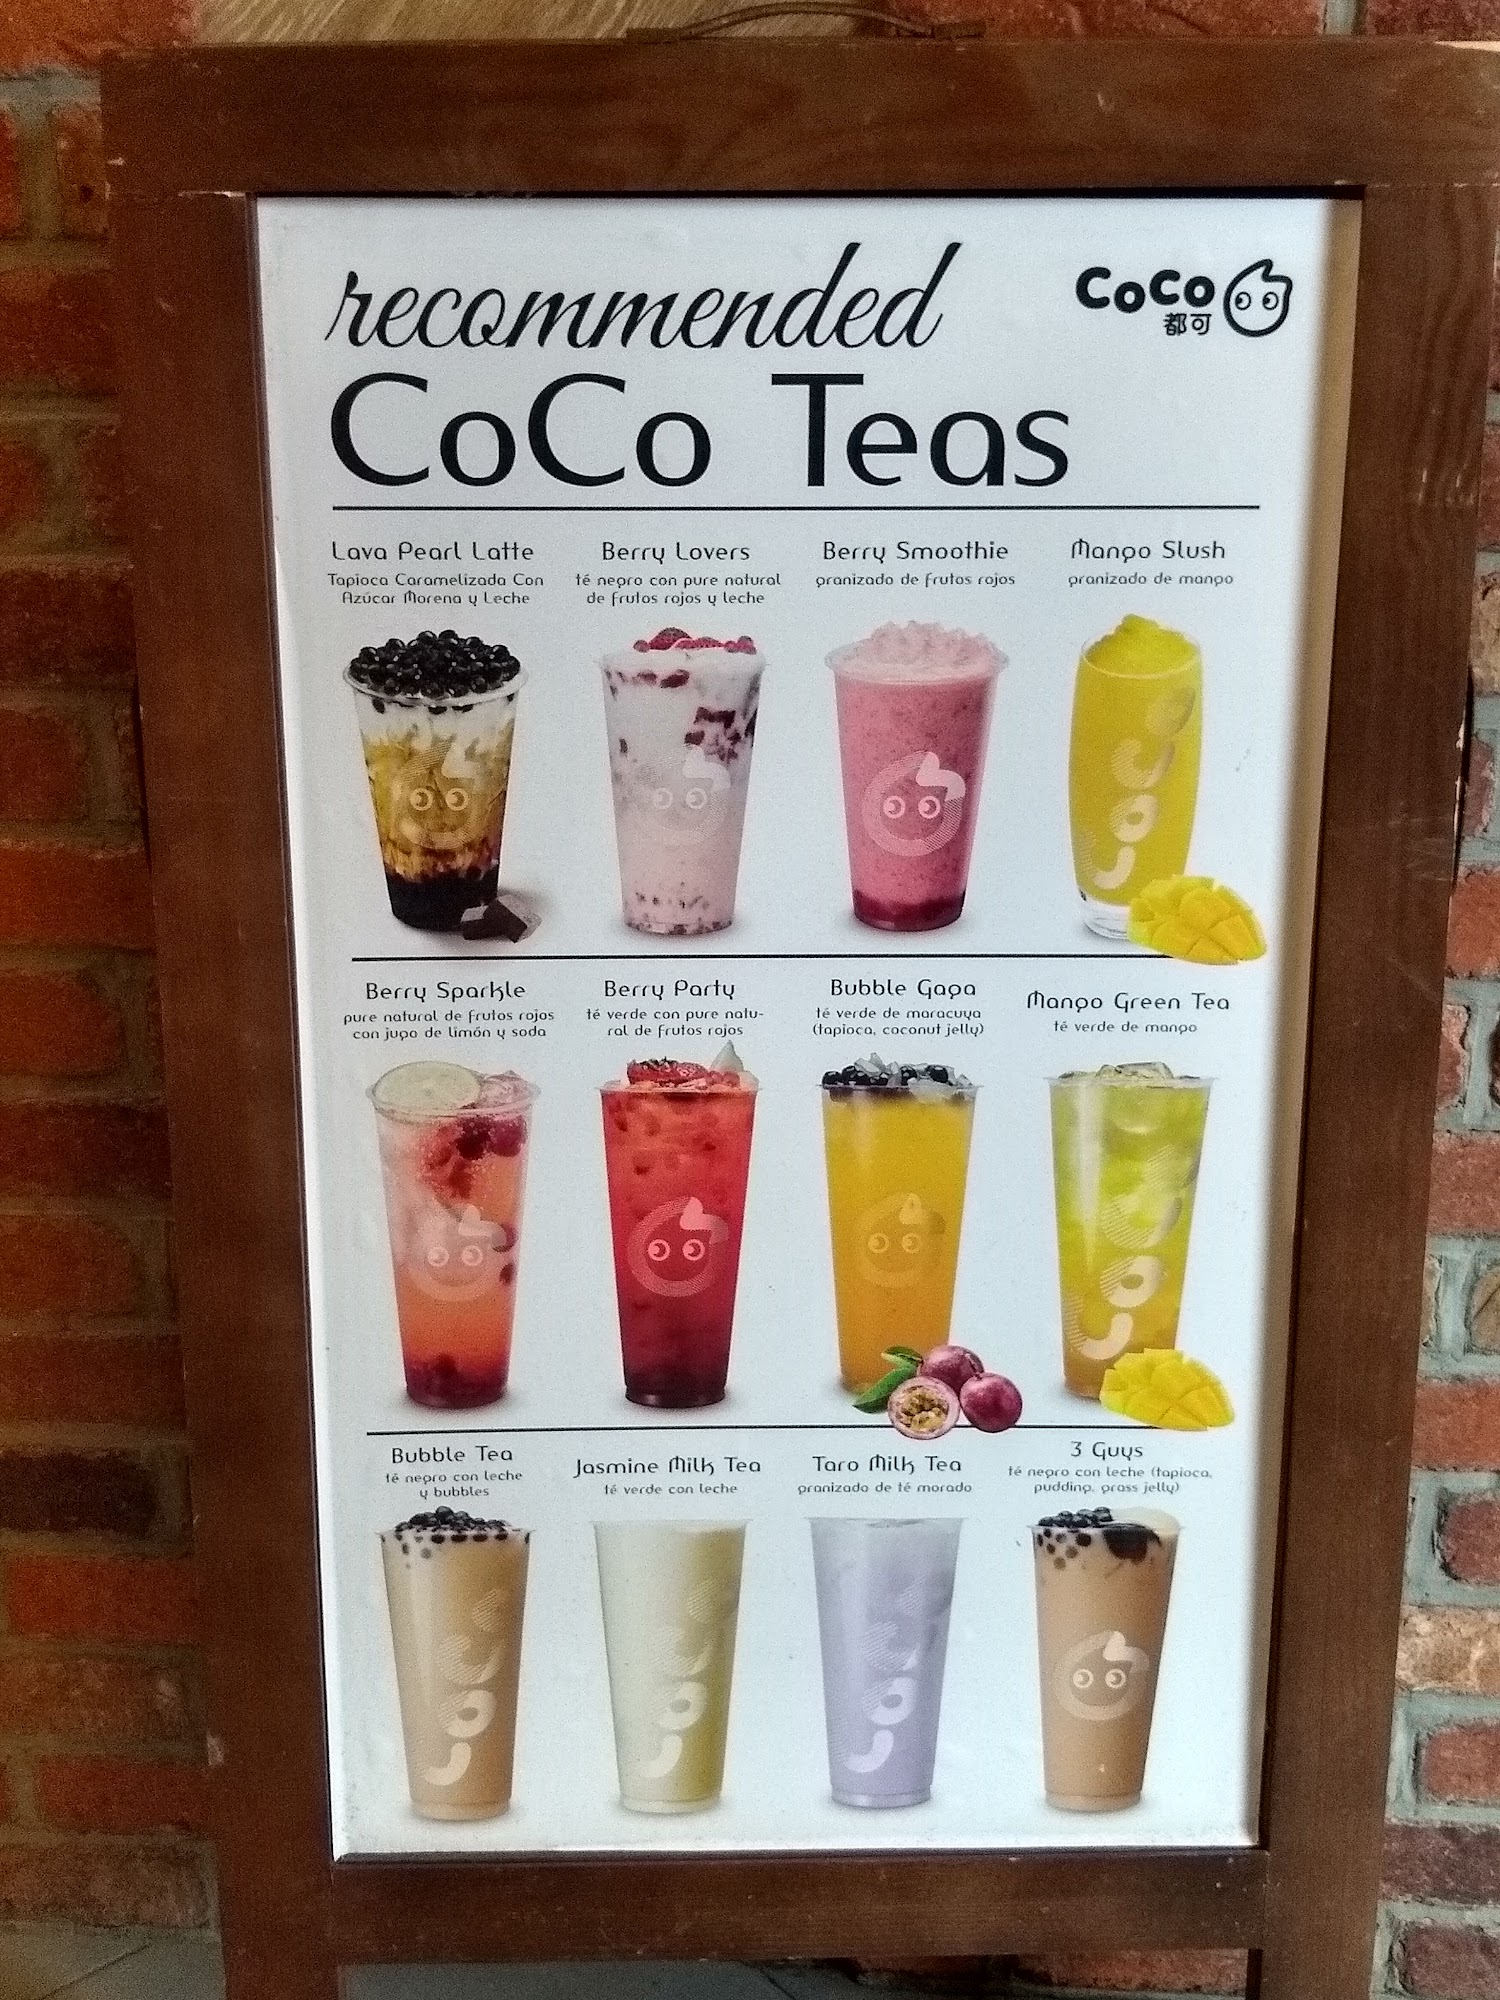 recommended
CoCo
都可
CoCo Teas
Lava Pearl Latte
Tapioca Caramelizada Con
Azúcar Morena y Leche
Berry Lovers
té negro con pure natural
de frutos rojos y leche
Berry Smoothie
granizado de frutos rojos
Mango Slush
granizado de mango
CoCo
Berry Sparkle
pure natural de frutos rojos
con jugo de limón y soda
Berry Party
té verde con pure natu-
ral de frutos rojos
Bubble Gaga
té verde de maracuya
(tapioca, coconut jelly)
Mango Green Tea
té verde de mango
CoCo
Bubble Tea
té negro con leche
y bubbles
Jasmine Milk Tea
té verde con leche
Taro Milk Tea
granizado de té morado
3 Guys
té negro con leche (tapioca,
pudding, grass jelly)
CoCo
CoCo
CoCo